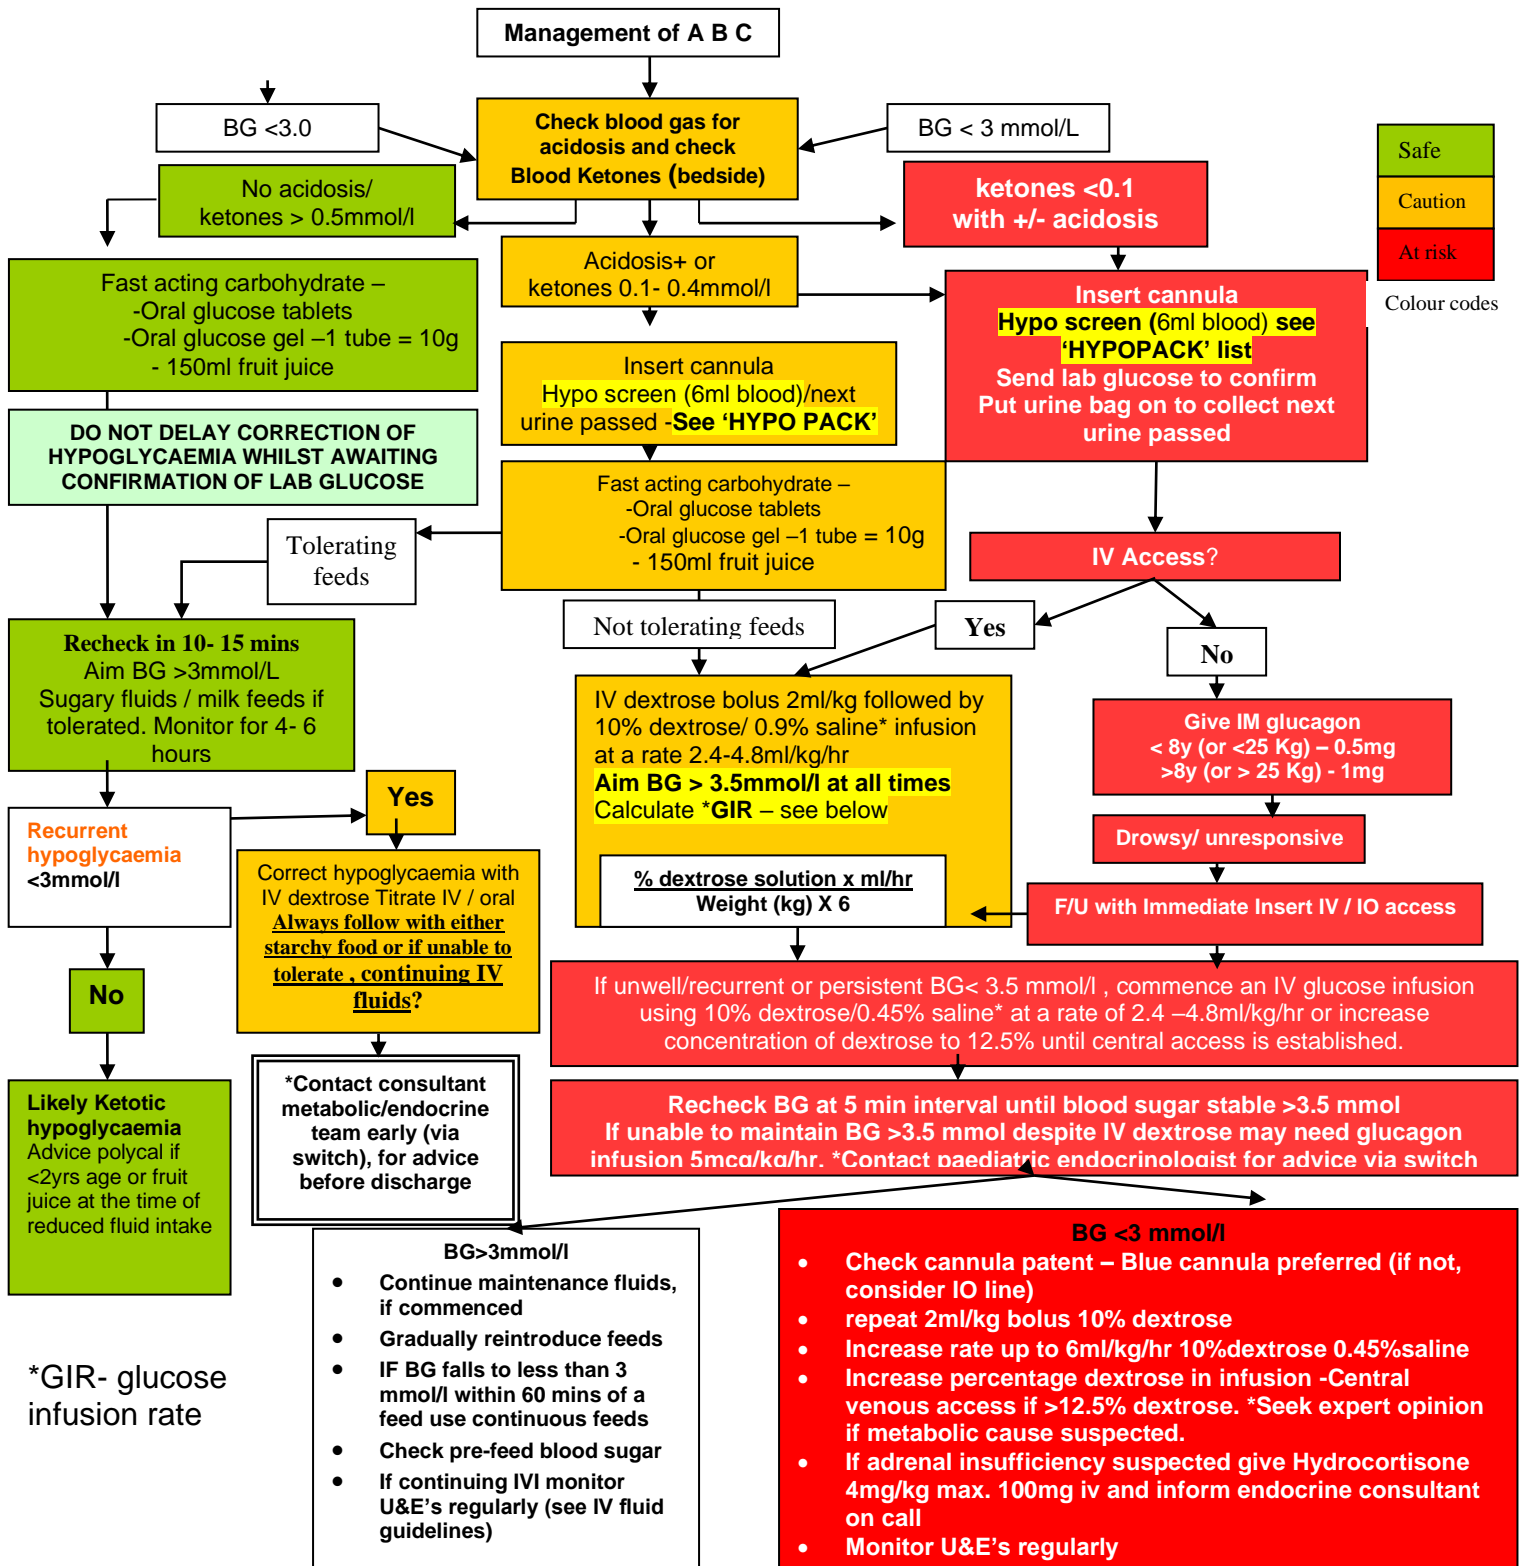 Management of A B C
BG <3.0
Check blood gas for
acidosis and check
Blood Ketones (bedside)
BG < 3 mmol/L
Safe
Caution
At risk
Colour codes
No acidosis/
ketones > 0.5mmol/l
ketones <0.1
with +/- acidosis
Acidosis+ or
ketones 0.1- 0.4mmol/l
Fast acting carbohydrate –
-Oral glucose tablets
-Oral glucose gel –1 tube = 10g
- 150ml fruit juice
Insert cannula
Hypo screen (6ml blood) see
'HYPOPACK' list
Send lab glucose to confirm
Put urine bag on to collect next
urine passed
Insert cannula
Hypo screen (6ml blood)/next
urine passed -See 'HYPO PACK'
DO NOT DELAY CORRECTION OF
HYPOGLYCAEMIA WHILST AWAITING
CONFIRMATION OF LAB GLUCOSE
Fast acting carbohydrate –
-Oral glucose tablets
-Oral glucose gel –1 tube = 10g
- 150ml fruit juice
Tolerating
feeds
IV Access?
Not tolerating feeds
Yes
No
Recheck in 10- 15 mins
Aim BG >3mmol/L
Sugary fluids / milk feeds if
tolerated. Monitor for 4- 6
hours
IV dextrose bolus 2ml/kg followed by
10% dextrose/ 0.9% saline* infusion
at a rate 2.4-4.8ml/kg/hr
Aim BG > 3.5mmol/l at all times
Calculate *GIR – see below
% dextrose solution x ml/hr
Weight (kg) X 6
Give IM glucagon
< 8y (or <25 Kg) – 0.5mg
>8y (or > 25 Kg) - 1mg
Drowsy/ unresponsive
F/U with Immediate Insert IV / IO access
Recurrent
hypoglycaemia
<3mmol/l
Yes
Correct hypoglycaemia with
IV dextrose Titrate IV / oral
Always follow with either
starchy food or if unable to
tolerate , continuing IV
fluids?
No
If unwell/recurrent or persistent BG< 3.5 mmol/l , commence an IV glucose infusion
using 10% dextrose/0.45% saline* at a rate of 2.4 –4.8ml/kg/hr or increase
concentration of dextrose to 12.5% until central access is established.
*Contact consultant
metabolic/endocrine
team early (via
switch), for advice
before discharge
Likely Ketotic
hypoglycaemia
Advice polycal if
<2yrs age or fruit
juice at the time of
reduced fluid intake
Recheck BG at 5 min interval until blood sugar stable >3.5 mmol
If unable to maintain BG >3.5 mmol despite IV dextrose may need glucagon
infusion 5mcg/kg/hr. *Contact paediatric endocrinologist for advice via switch
BG>3mmol/l
● Continue maintenance fluids,
if commenced
● Gradually reintroduce feeds
● IF BG falls to less than 3
mmol/l within 60 mins of a
feed use continuous feeds
● Check pre-feed blood sugar
● If continuing IVI monitor
U&E's regularly (see IV fluid
guidelines)
BG <3 mmol/l
• Check cannula patent – Blue cannula preferred (if not,
consider IO line)
• repeat 2ml/kg bolus 10% dextrose
• Increase rate up to 6ml/kg/hr 10%dextrose 0.45%saline
• Increase percentage dextrose in infusion -Central
venous access if >12.5% dextrose. *Seek expert opinion
if metabolic cause suspected.
• If adrenal insufficiency suspected give Hydrocortisone
4mg/kg max. 100mg iv and inform endocrine consultant
on call
• Monitor U&E's regularly
*GIR- glucose
infusion rate